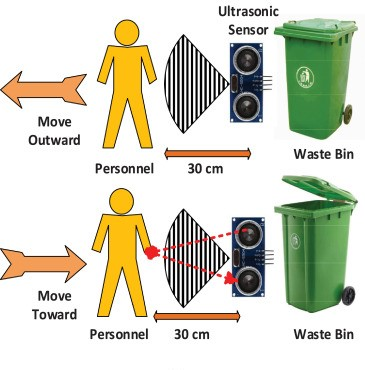 Ultrasonic
Sensor
Move
Outward
Personnel
30 cm
Waste Bin
Move
Toward
Personnel
30 cm
Waste Bin